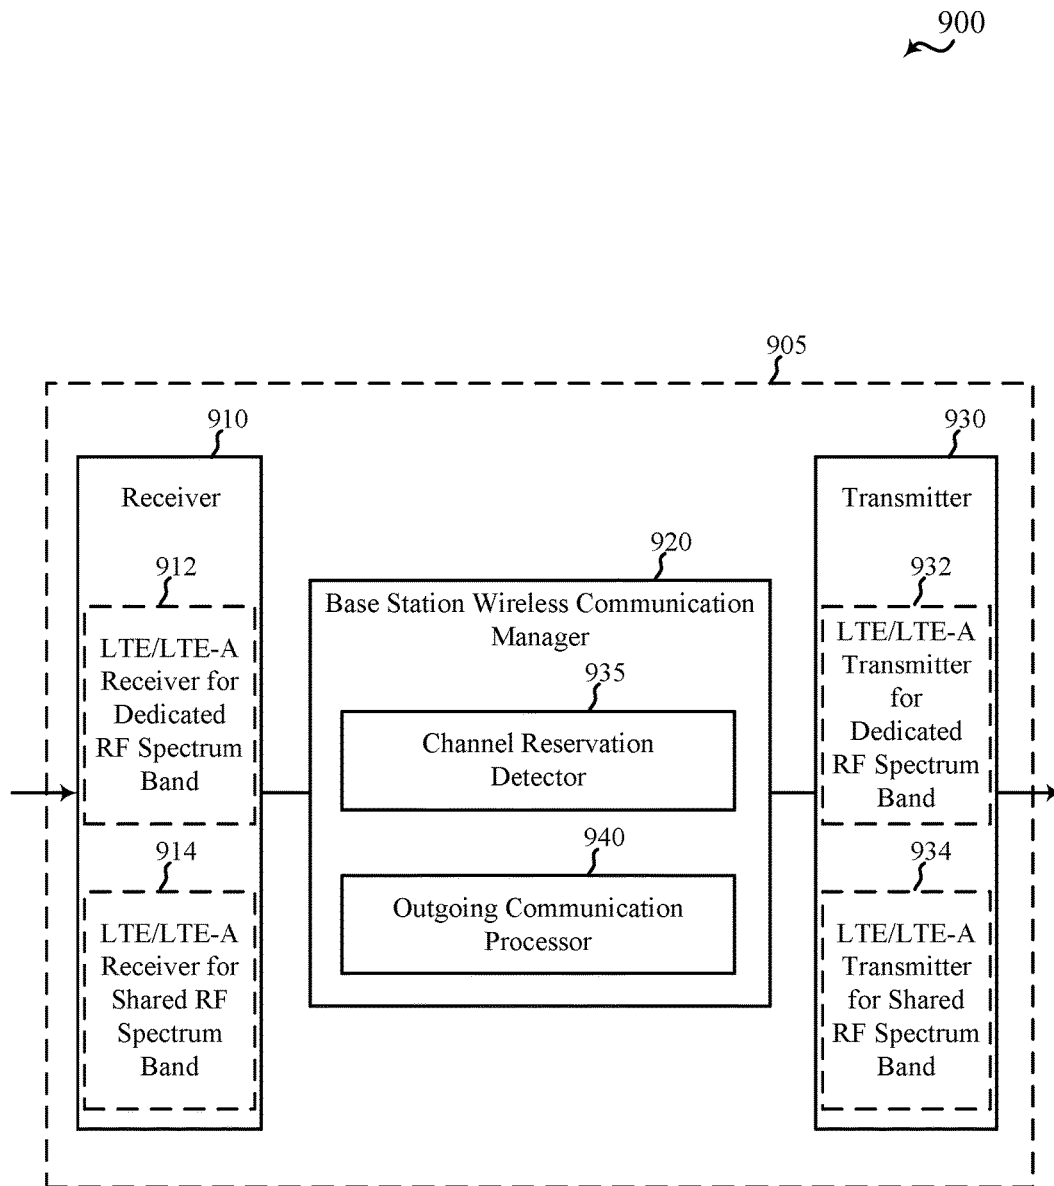 900
905
910
930
Receiver
Transmitter
912
920
932
LTE/LTE-A
Receiver for
Dedicated
RF Spectrum
Band
Base Station Wireless Communication
Manager
LTE/LTE-A
Transmitter
for
Dedicated
RF Spectrum
Band
935
Channel Reservation
Detector
914
940
934
LTE/LTE-A
Receiver for
Shared RF
Spectrum
Band
Outgoing Communication
Processor
LTE/LTE-A
Transmitter
for Shared
RF Spectrum
Band